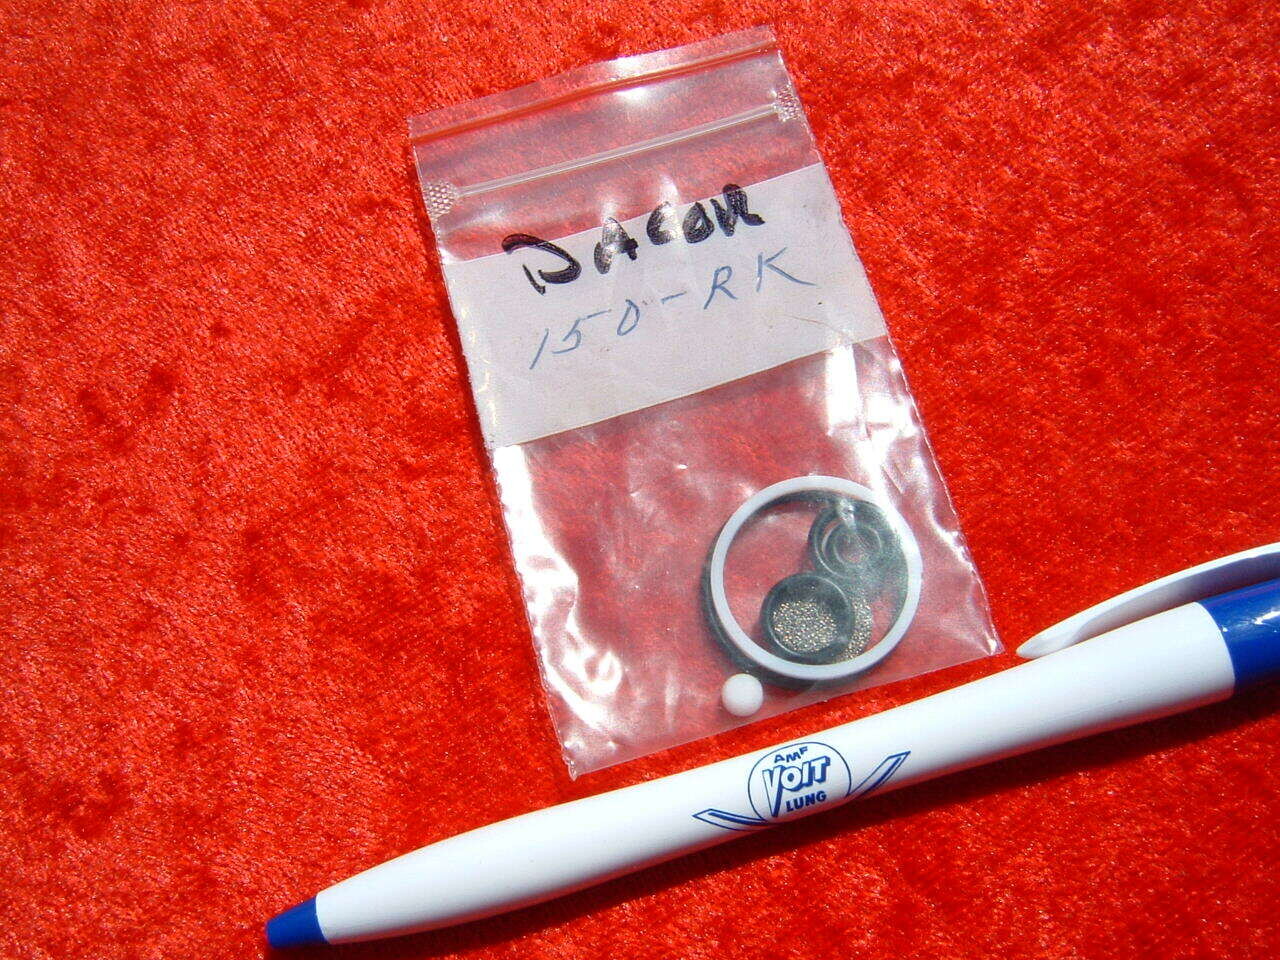 DACOR
150-RK
AMF
VOIT
LUNG